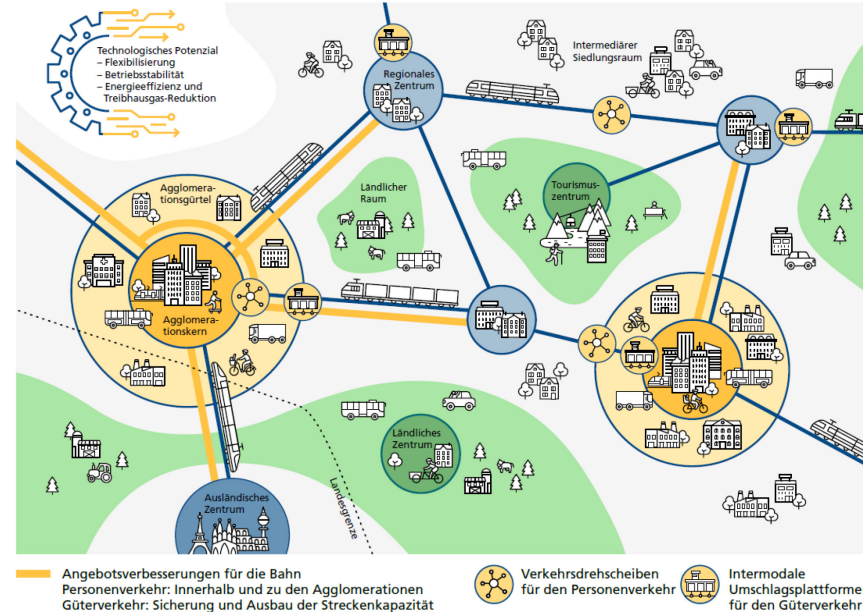 Technologisches Potenzial
– Flexibilisierung
– Betriebsstabilität
– Energieeffizienz und
Treibhausgas-Reduktion
Regionales
Zentrum
Intermediärer
Siedlungsraum
Agglomera-
tionsgürtel
Ländlicher
Raum
Tourismus-
zentrum
Agglomera-
tionskern
Ländliches
Zentrum
Landesgrenze
Ausländisches
Zentrum
Angebotsverbesserungen für die Bahn
Personenverkehr: Innerhalb und zu den Agglomerationen
Güterverkehr: Sicherung und Ausbau der Streckenkapazität
Verkehrsdrehscheiben
für den Personenverkehr
Intermodale
Umschlagsplattforme
für den Güterverkehr